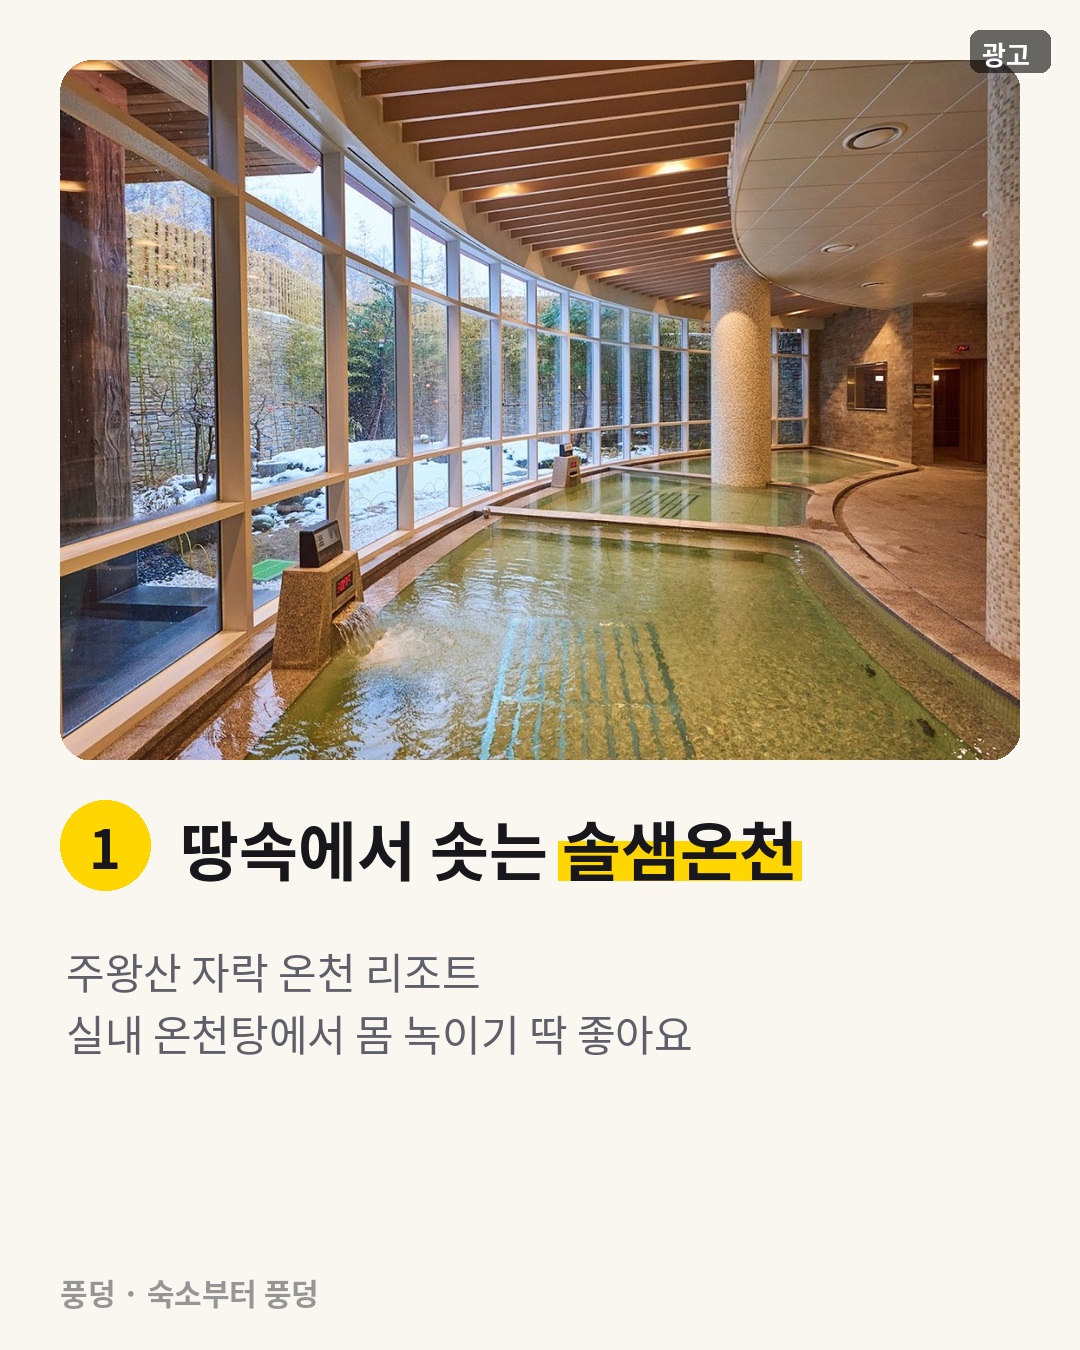 광고
1 땅속에서 솟는 솔샘온천
주왕산 자락 온천 리조트
실내 온천탕에서 몸 녹이기 딱 좋아요
풍덩 · 숙소부터 풍덩